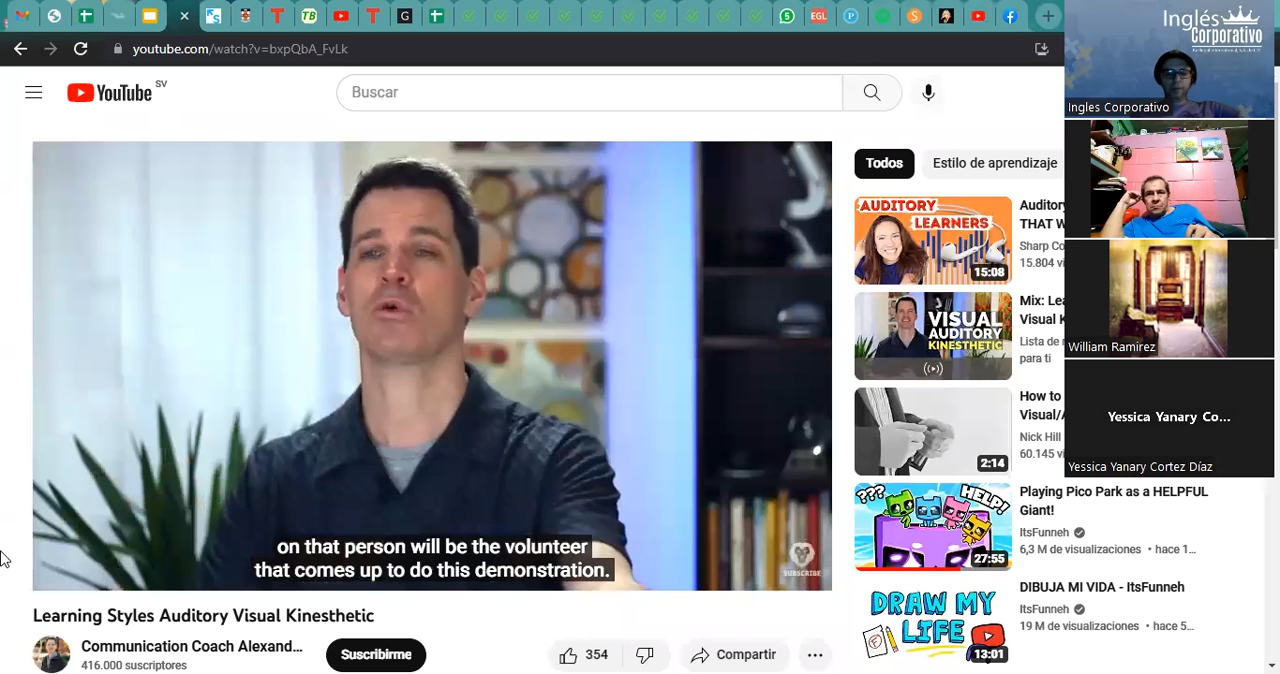 youtube.com/watch?v=bxpQbA_FvLk
YouTube SV
Buscar
Todos
Estilo de aprendizaje
on that person will be the volunteer
that comes up to do this demonstration.
SUBSCRIBE
Learning Styles Auditory Visual Kinesthetic
Communication Coach Alexand...
416.000 suscriptores
Suscribirme
354
Compartir
AUDITORY
LEARNERS
15:08
Auditory
THAT W
Sharp Co
15.804 vi
VISUAL
AUDITORY
KINESTHETIC
Mix: Lea
Visual K
Lista de
para ti
2:14
How to
Visual/A
Nick Hill
60.145 vi
???
HELP!
27:55
Playing Pico Park as a HELPFUL
Giant!
ItsFunneh
6,3 M de visualizaciones • hace 1...
DRAW MY
LIFE
13:01
DIBUJA MI VIDA - ItsFunneh
ItsFunneh
19 M de visualizaciones • hace 5...
Inglés
Corporativo
Ingles Corporativo
William Ramirez
Yessica Yanary Co...
Yessica Yanary Cortez Díaz